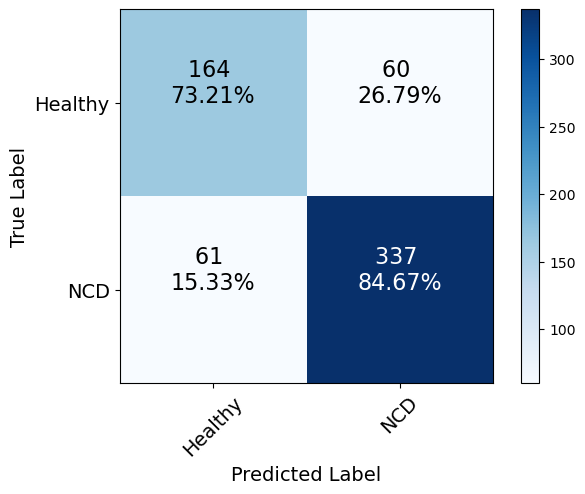 164
73.21%
60
26.79%
61
15.33%
337
84.67%
True Label
Healthy
NCD
Healthy
NCD
Predicted Label
300
250
200
150
100